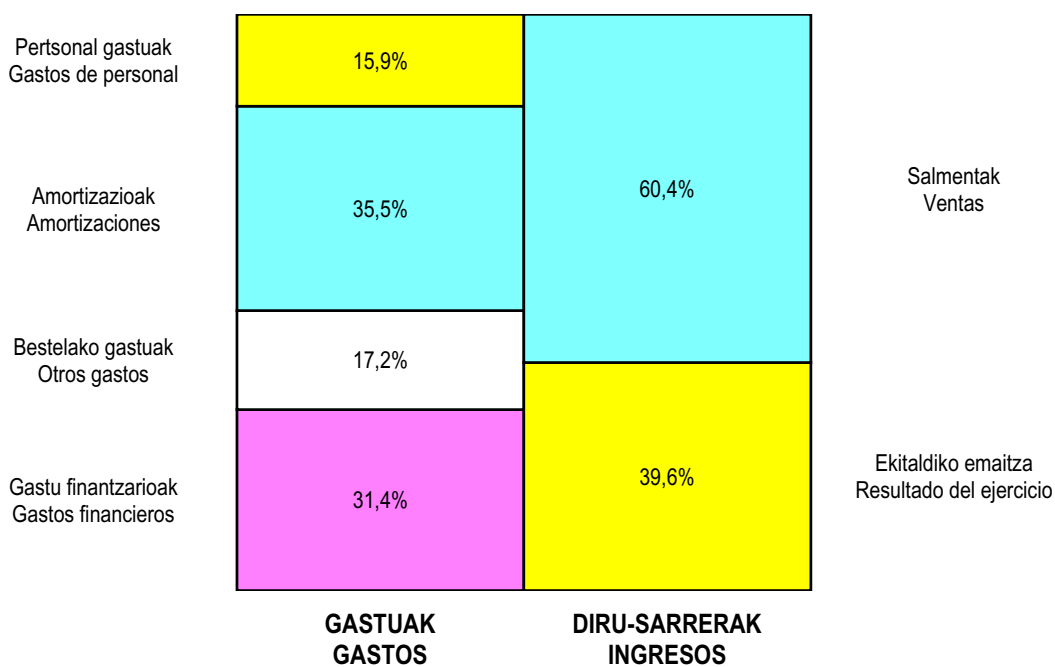 Pertsonal gastuak
Gastos de personal
15,9%
Amortizazioak
Amortizaciones
35,5%
60,4%
Salmentak
Ventas
Bestelako gastuak
Otros gastos
17,2%
Gastu finantzarioak
Gastos financieros
31,4%
39,6%
Ekitaldiko emaitza
Resultado del ejercicio
GASTUAK
GASTOS
DIRU-SARRERAK
INGRESOS